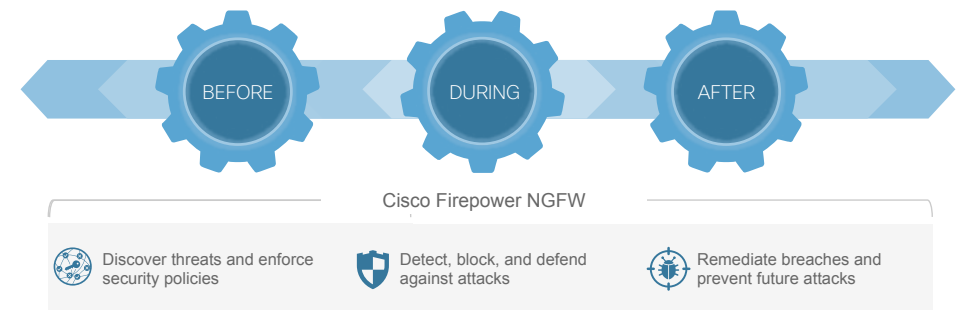 BEFORE
DURING
AFTER
Cisco Firepower NGFW
Discover threats and enforce
security policies
Detect, block, and defend
against attacks
Remediate breaches and
prevent future attacks